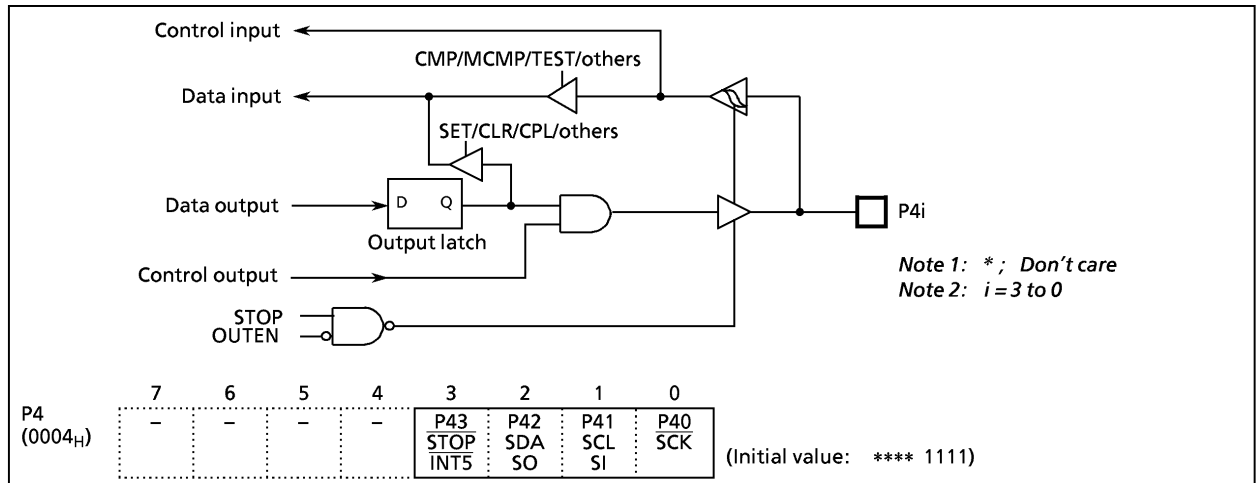 Control input
CMP/MCMP/TEST/others
Data input
SET/CLR/CPL/others
Data output
D Q
P4i
Output latch
Control output
Note 1: * ; Don't care
Note 2: i = 3 to 0
STOP
OUTEN
7 6 5 4 3 2 1 0
P4
(0004H)
– – – – P43 P42 P41 P40
STOP SDA SCL SCK
INT5 SO SI
(Initial value: **** 1111)